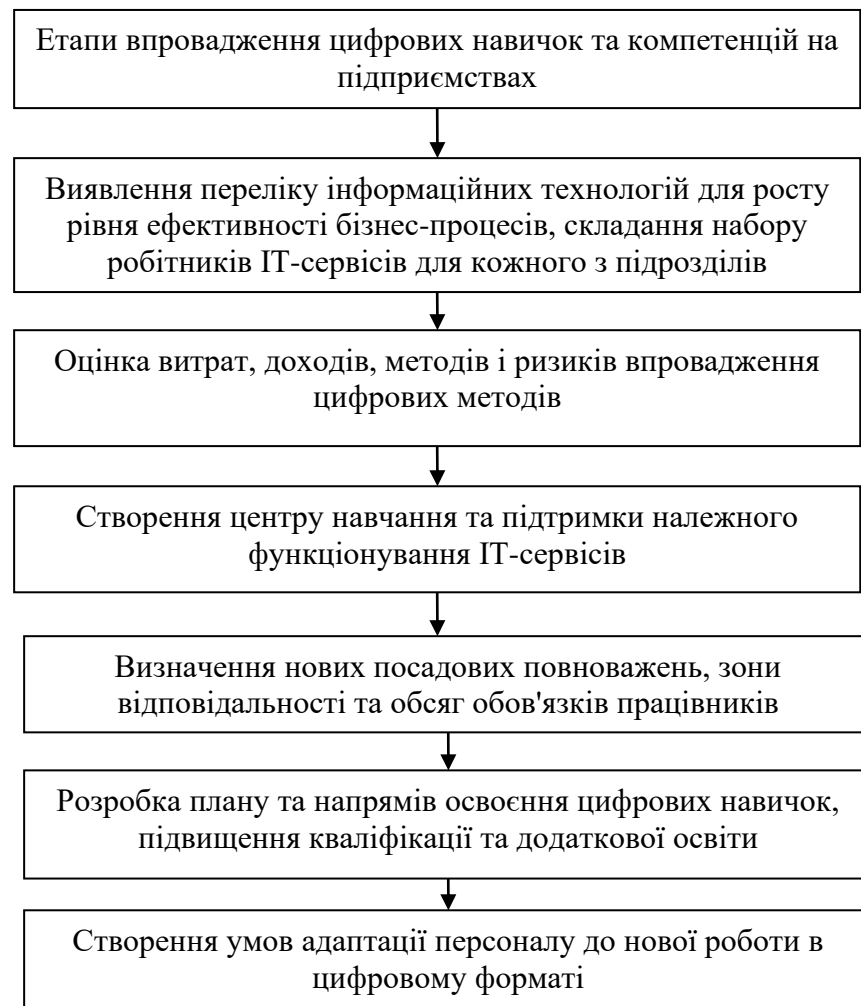 Етапи впровадження цифрових навичок та компетенцій на
підприємствах
Виявлення переліку інформаційних технологій для росту
рівня ефективності бізнес-процесів, складання набору
робітників ІТ-сервісів для кожного з підрозділів
Оцінка витрат, доходів, методів і ризиків впровадження
цифрових методів
Створення центру навчання та підтримки належного
функціонування ІТ-сервісів
Визначення нових посадових повноважень, зони
відповідальності та обсяг обов'язків працівників
Розробка плану та напрямів освоєння цифрових навичок,
підвищення кваліфікації та додаткової освіти
Створення умов адаптації персоналу до нової роботи в
цифровому форматі